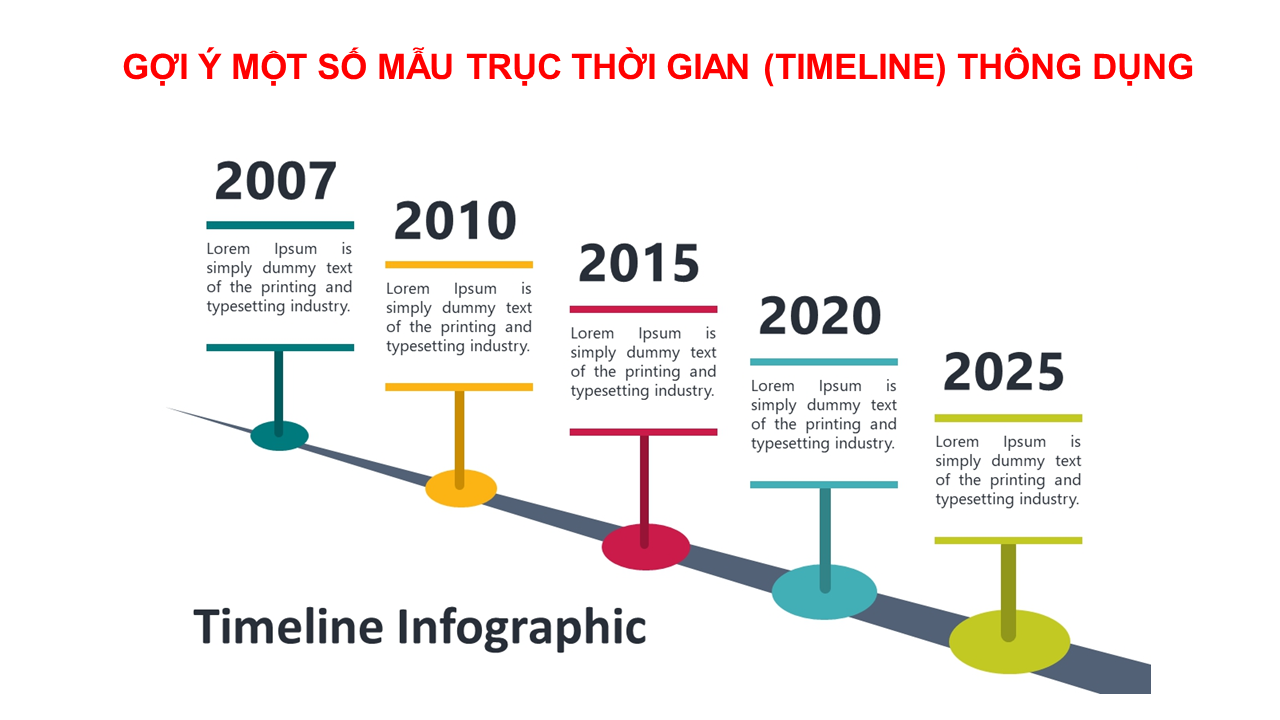 GỢI Ý MỘT SỐ MẪU TRỤC THỜI GIAN (TIMELINE) THÔNG DỤNG
2007
Lorem Ipsum is
simply dummy text
of the printing and
typesetting industry.
2010
Lorem Ipsum is
simply dummy text
of the printing and
typesetting industry.
2015
Lorem Ipsum is
simply dummy text
of the printing and
typesetting industry.
2020
Lorem Ipsum is
simply dummy text
of the printing and
typesetting industry.
2025
Lorem Ipsum is
simply dummy text
of the printing and
typesetting industry.
Timeline Infographic